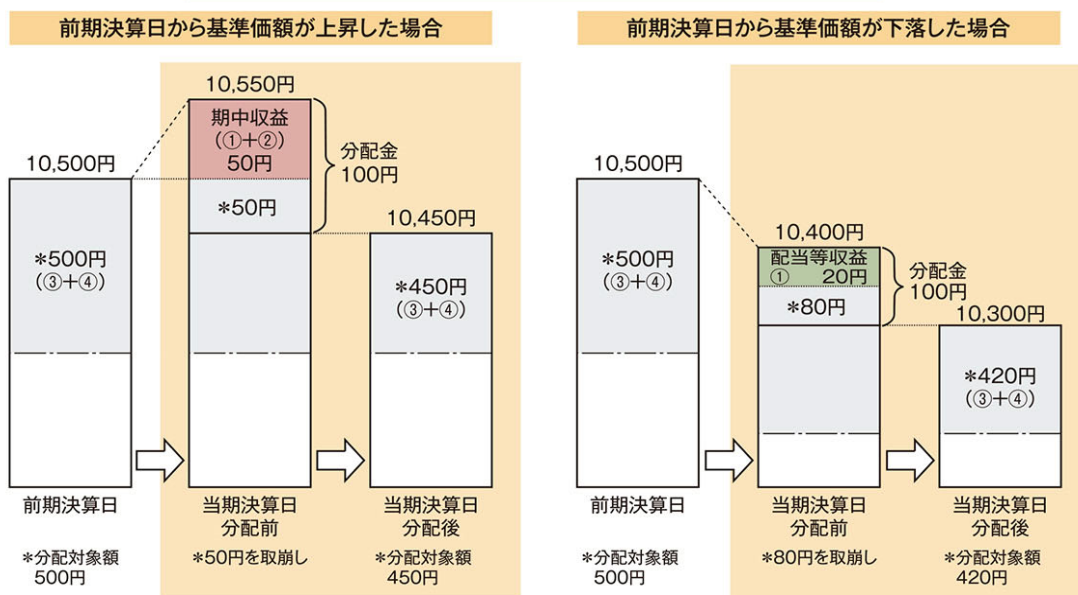 前期決算日から基準価額が上昇した場合
10,550円
期中収益
(①+②)
50円
分配金
100円
10,500円
*50円
10,450円
*500円
(③+④)
*450円
(③+④)
前期決算日
当期決算日
分配前
当期決算日
分配後
*分配対象額
500円
*50円を取崩し
*分配対象額
450円
前期決算日から基準価額が下落した場合
10,500円
10,400円
配当等収益
① 20円
分配金
100円
*500円
(③+④)
*80円
10,300円
*420円
(③+④)
前期決算日
当期決算日
分配前
当期決算日
分配後
*分配対象額
500円
*80円を取崩し
*分配対象額
420円